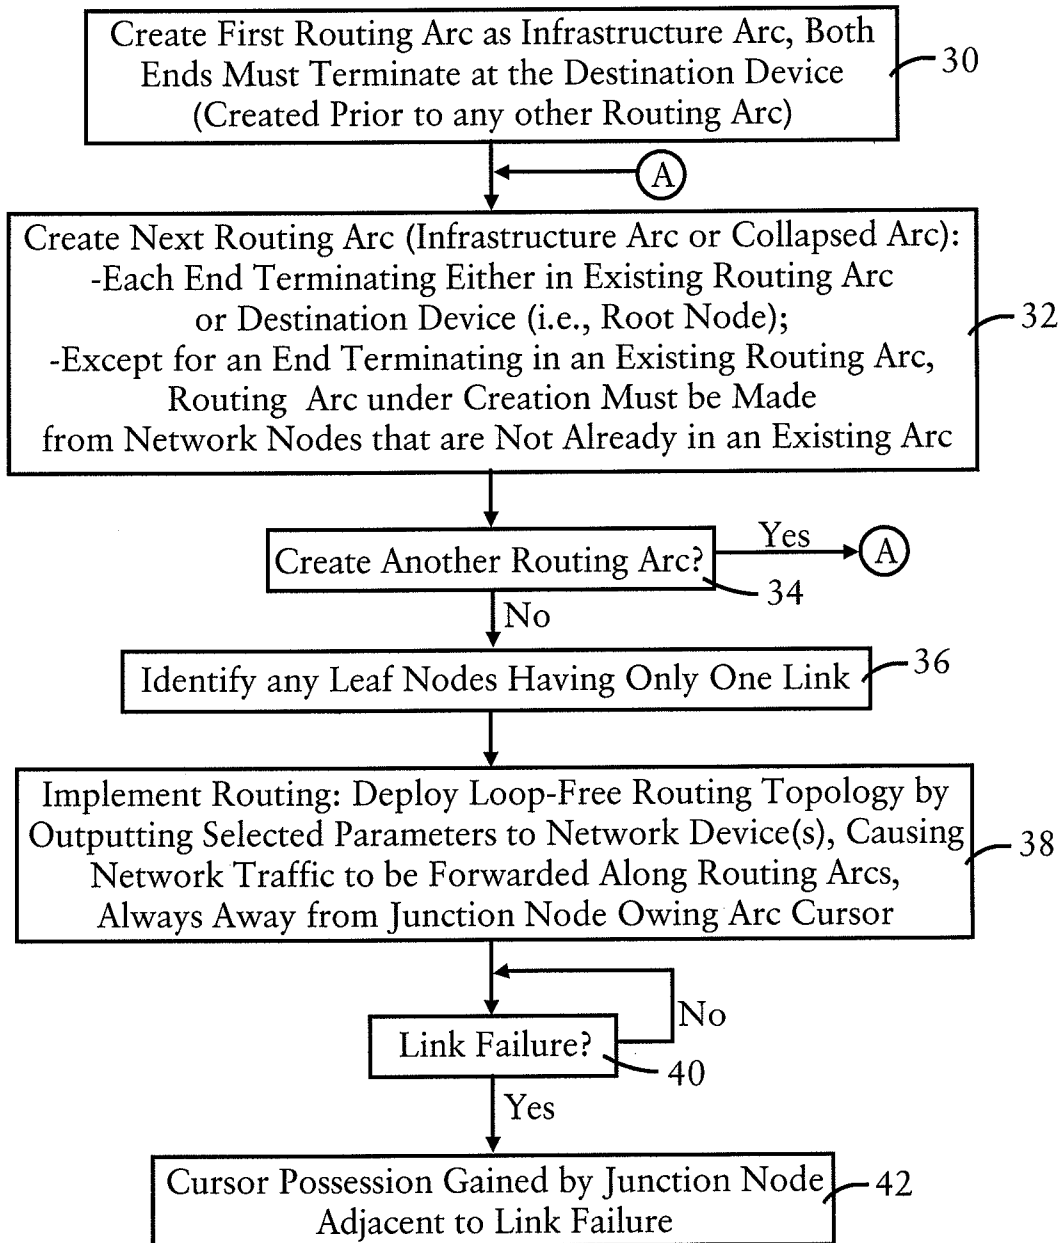 Create First Routing Arc as Infrastructure Arc, Both
Ends Must Terminate at the Destination Device
(Created Prior to any other Routing Arc)
30
A
Create Next Routing Arc (Infrastructure Arc or Collapsed Arc):
-Each End Terminating Either in Existing Routing Arc
or Destination Device (i.e., Root Node);
-Except for an End Terminating in an Existing Routing Arc,
Routing Arc under Creation Must be Made
from Network Nodes that are Not Already in an Existing Arc
32
Create Another Routing Arc?
Yes
A
34
No
Identify any Leaf Nodes Having Only One Link
36
Implement Routing: Deploy Loop-Free Routing Topology by
Outputting Selected Parameters to Network Device(s), Causing
Network Traffic to be Forwarded Along Routing Arcs,
Always Away from Junction Node Owing Arc Cursor
38
No
Link Failure?
40
Yes
Cursor Possession Gained by Junction Node
Adjacent to Link Failure
42